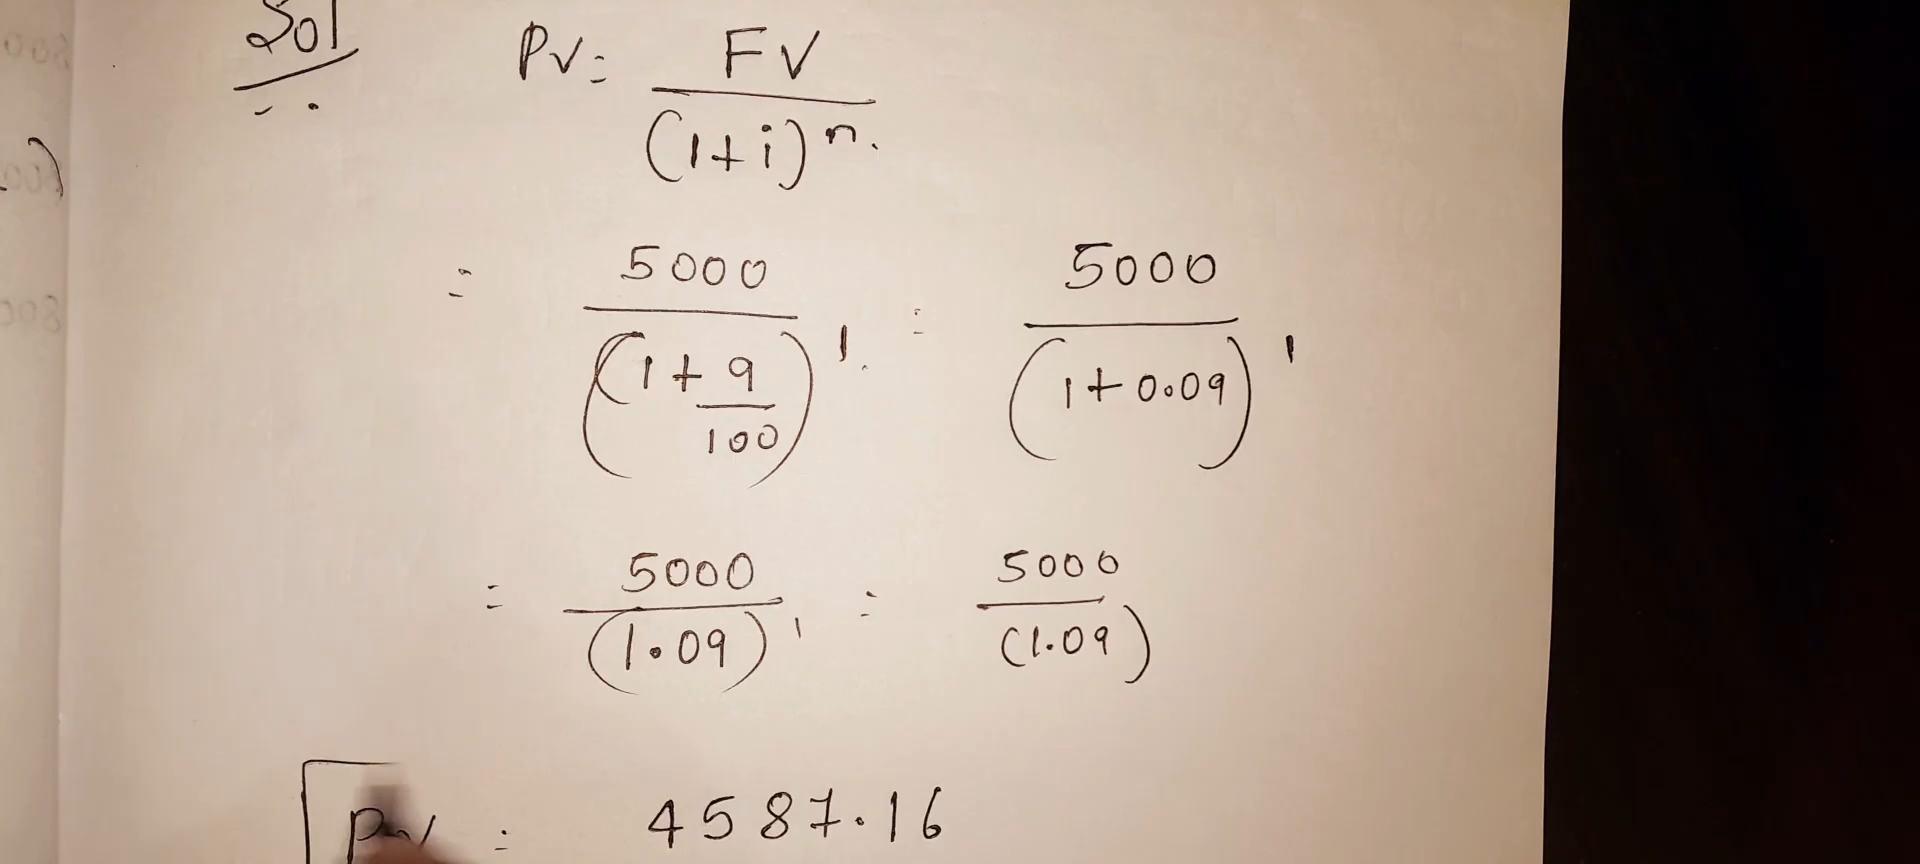 Sol
PV = FV / (1+i)^n.
= 5000 / (1 + 9/100)^1. = 5000 / (1+0.09)^1
= 5000 / (1.09)^1 = 5000 / (1.09)
PV = 4587.16